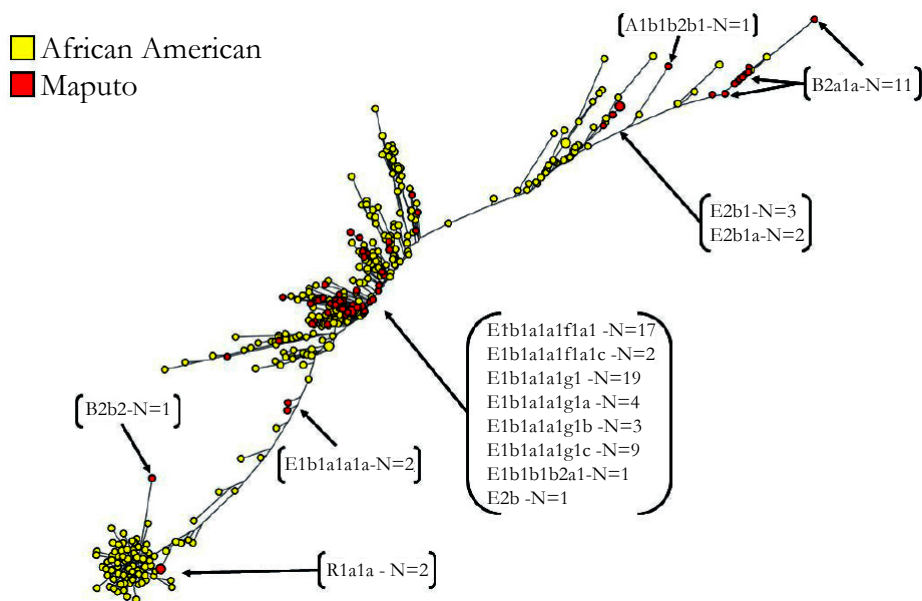 African American
Maputo
A1b1b2b1-N=1
B2a1a-N=11
E2b1-N=3
E2b1a-N=2
E1b1a1a1f1a1 -N=17
E1b1a1a1f1a1c -N=2
E1b1a1a1g1 -N=19
E1b1a1a1g1a -N=4
E1b1a1a1g1b -N=3
E1b1a1a1g1c -N=9
E1b1b1b2a1-N=1
E2b -N=1
B2b2-N=1
E1b1a1a1a-N=2
R1a1a - N=2